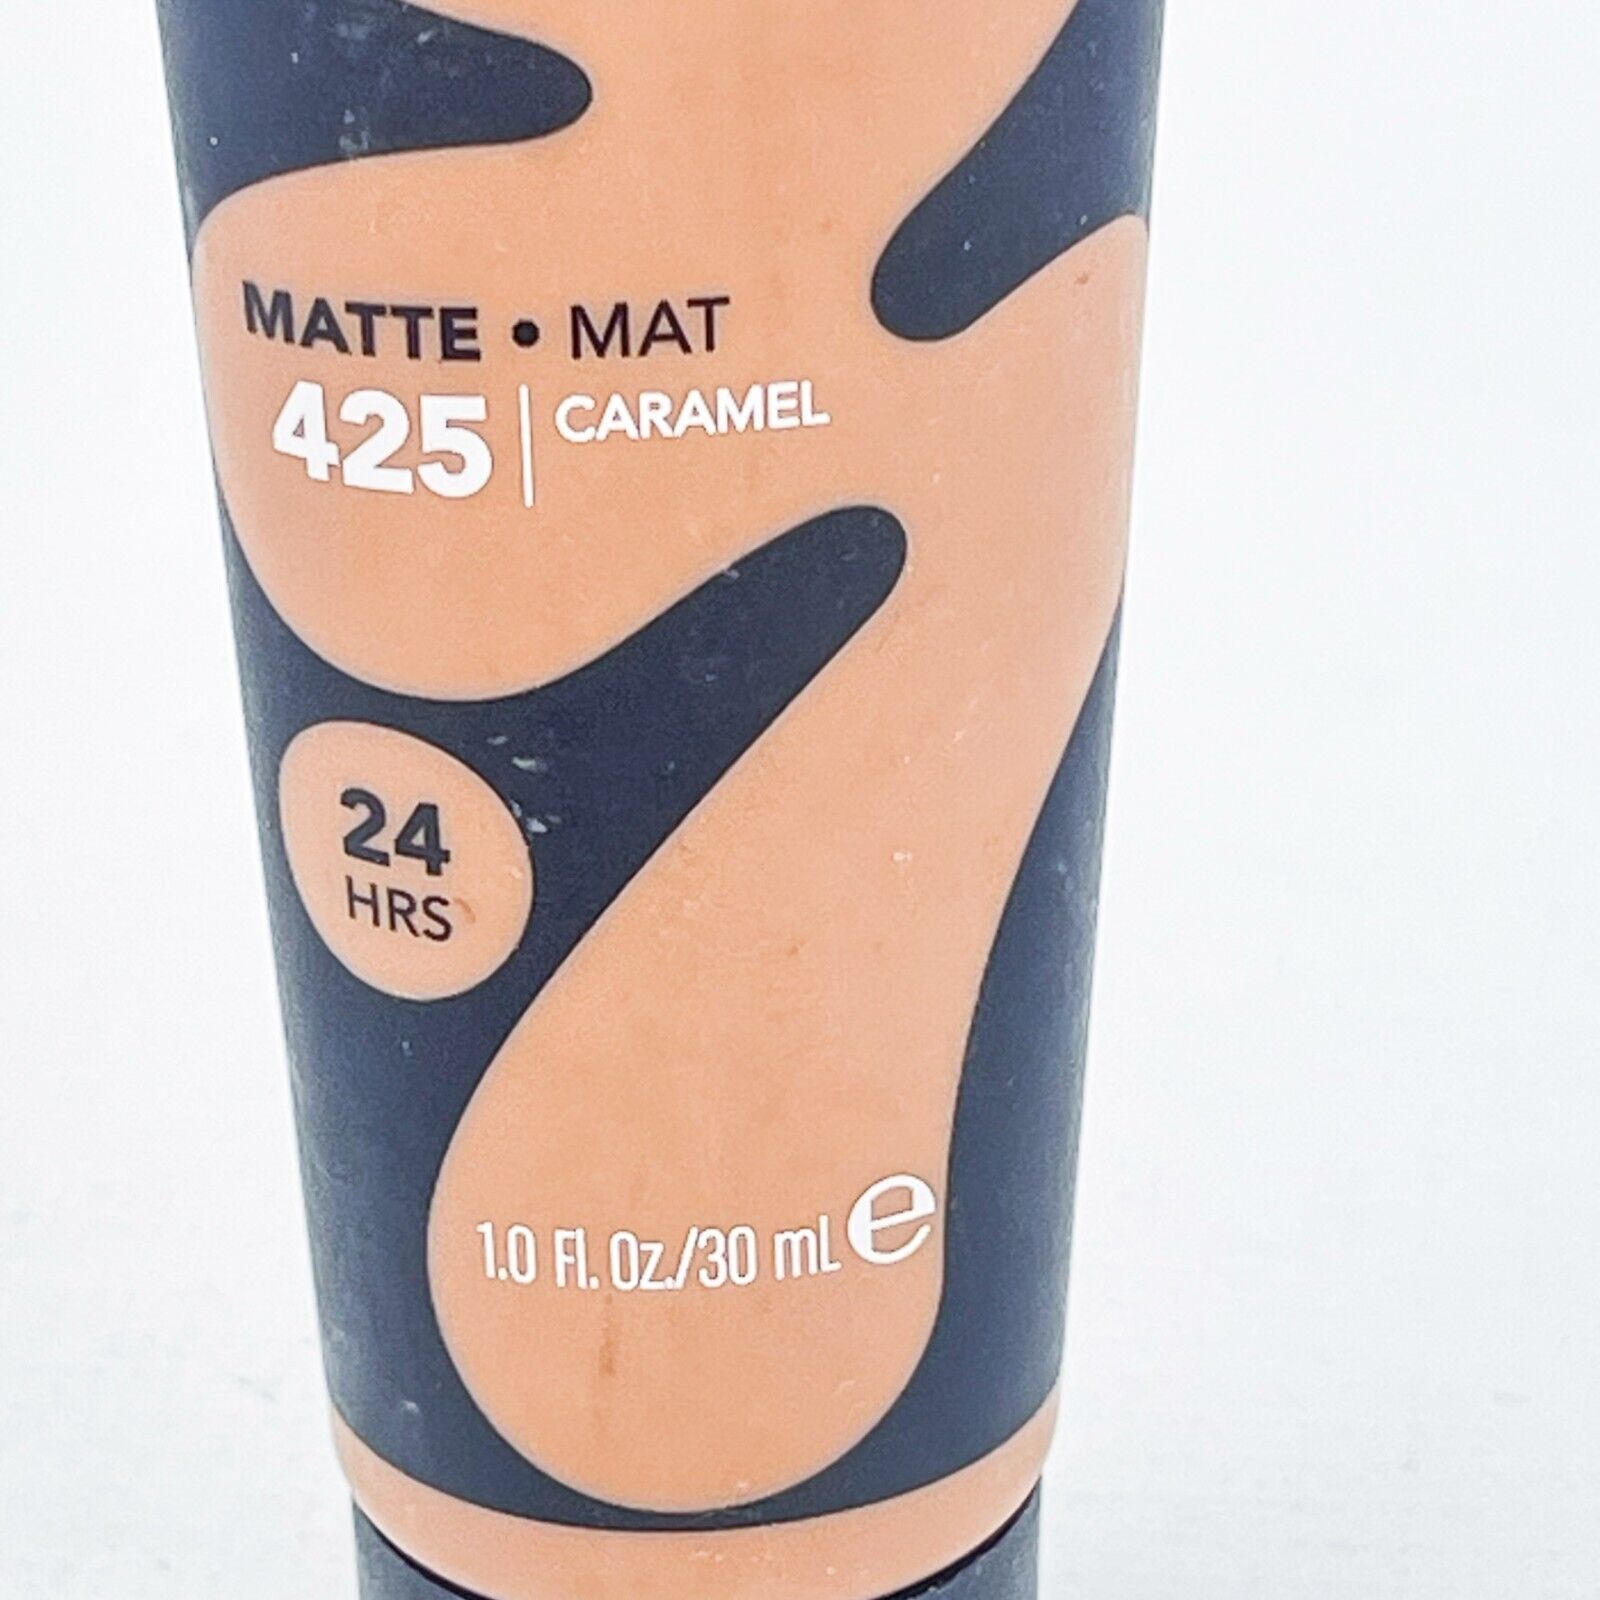 MATTE • MAT
425 | CARAMEL
24
HRS
1.0 Fl. Oz./30 ml e